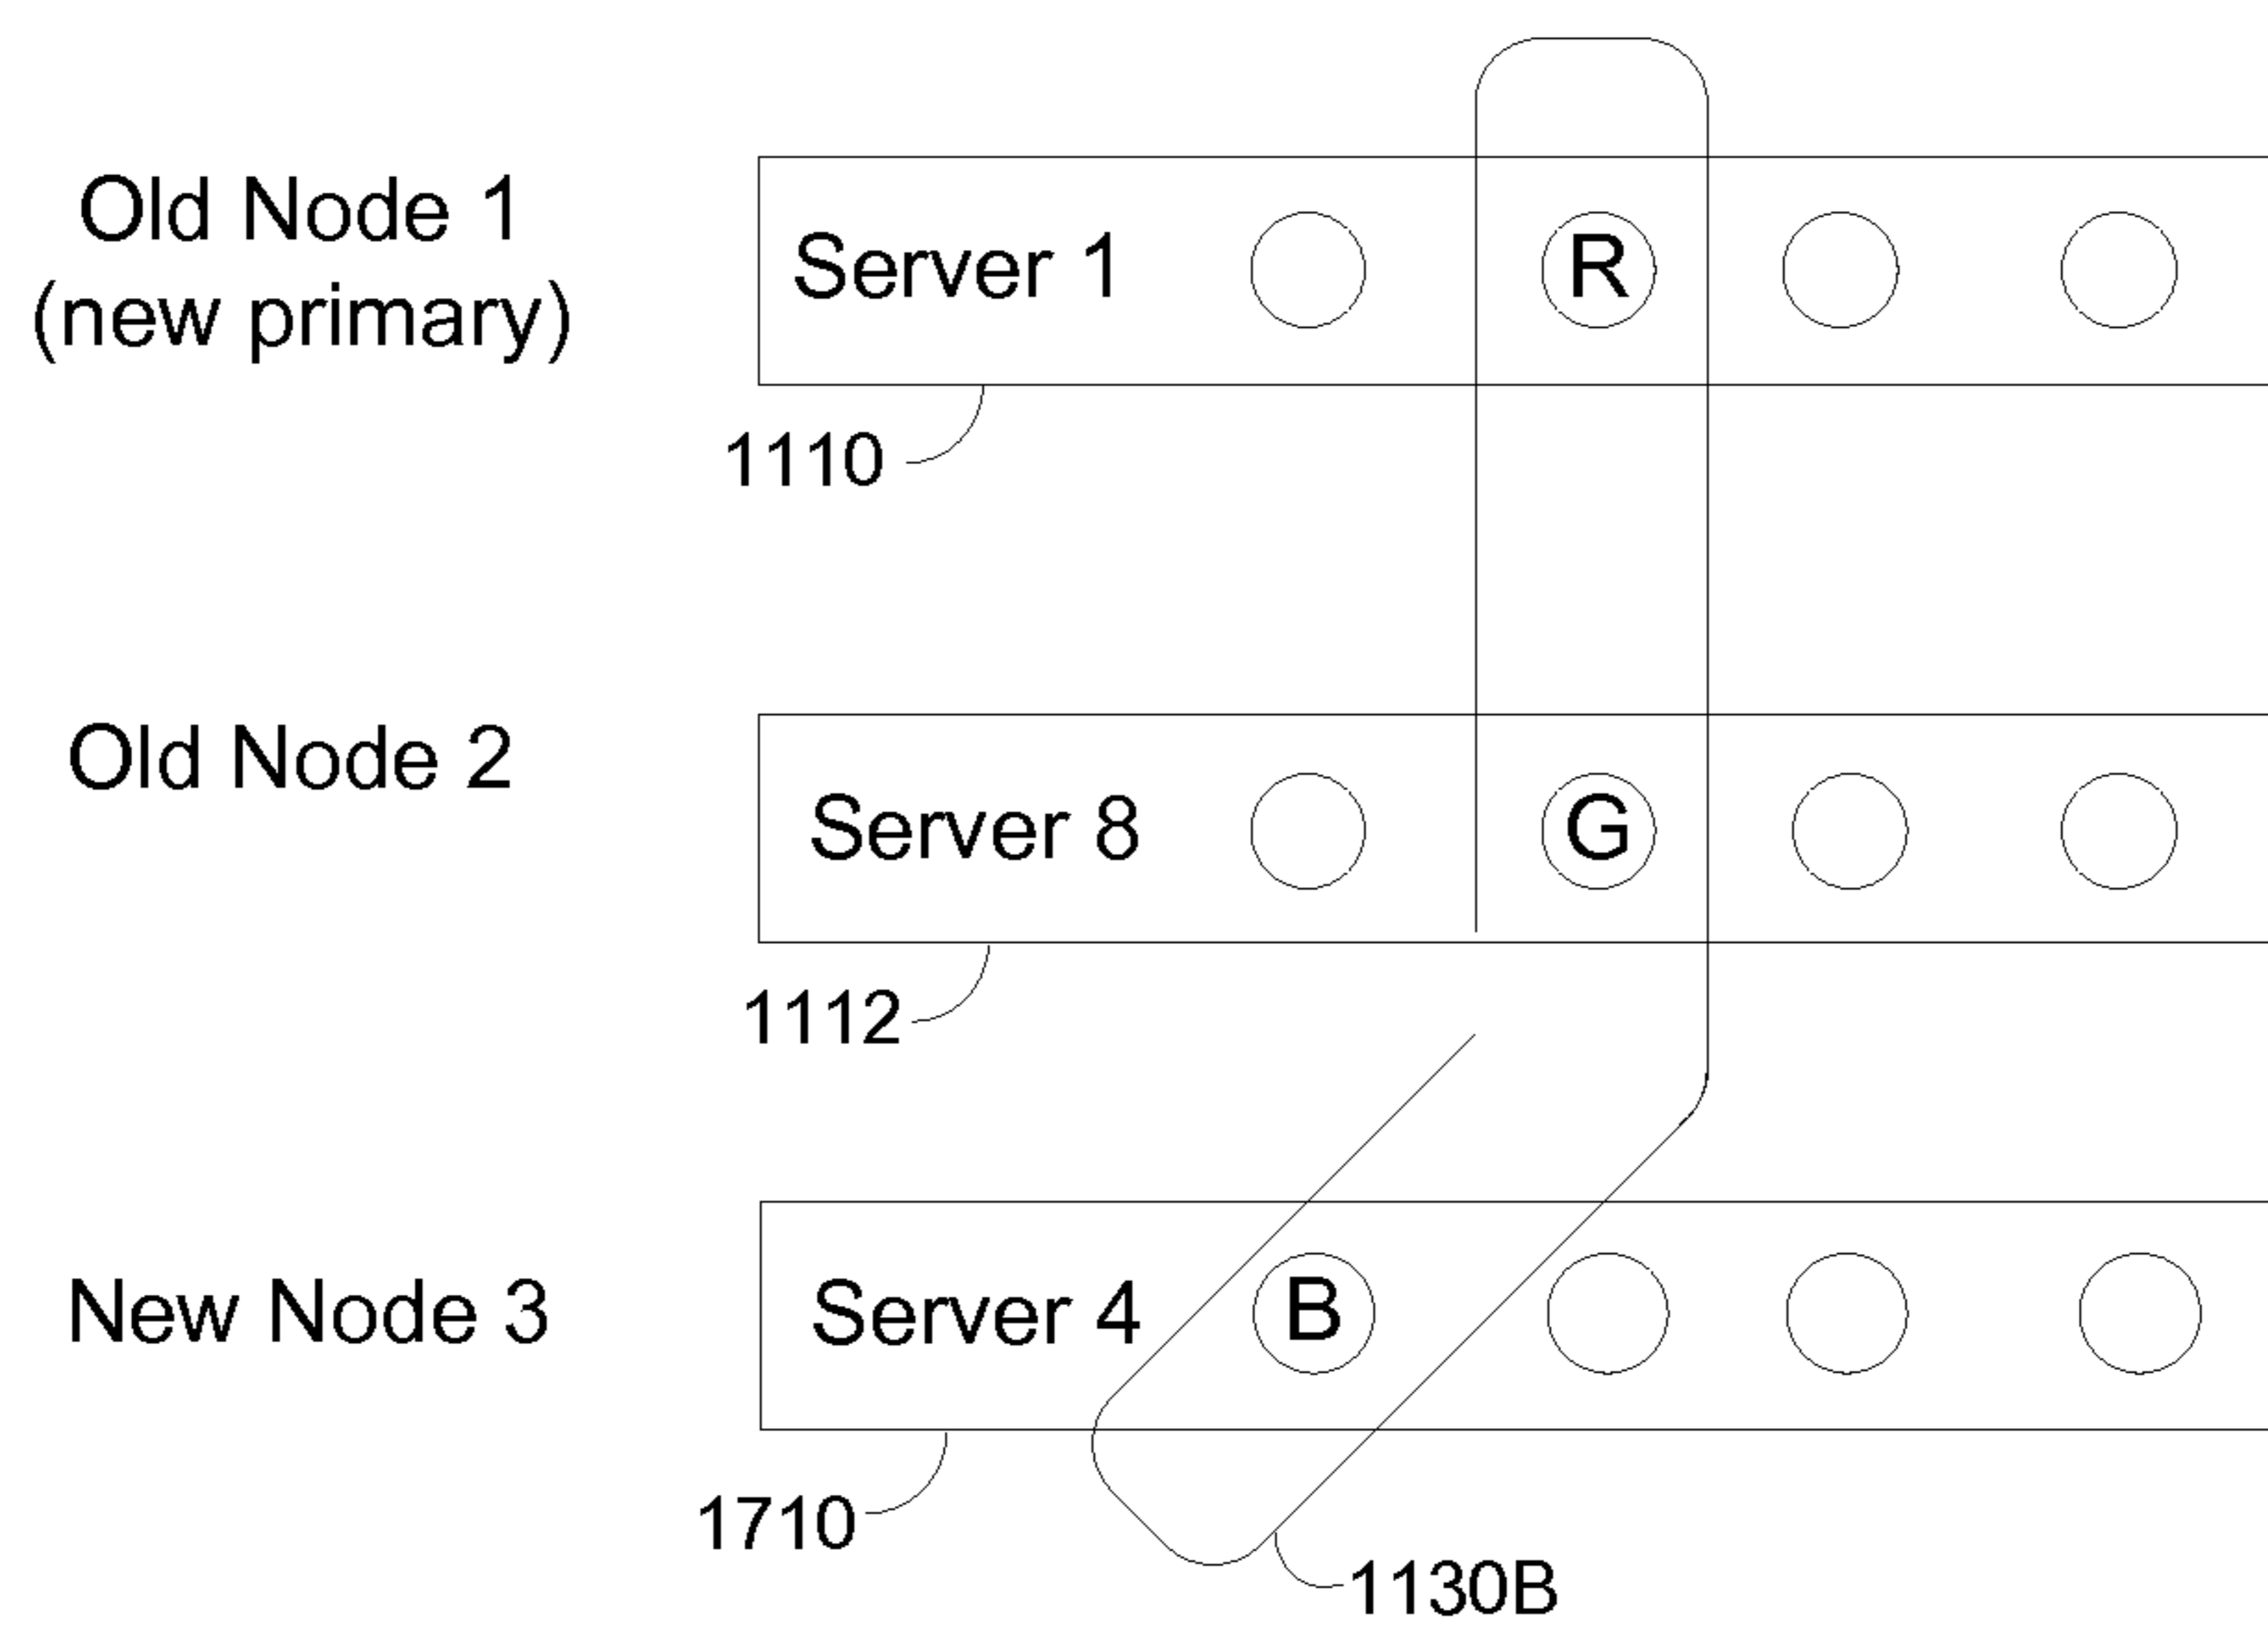 Old Node 1
(new primary)
Server 1
R
1110
Old Node 2
Server 8
G
1112
New Node 3
Server 4
B
1710
1130B